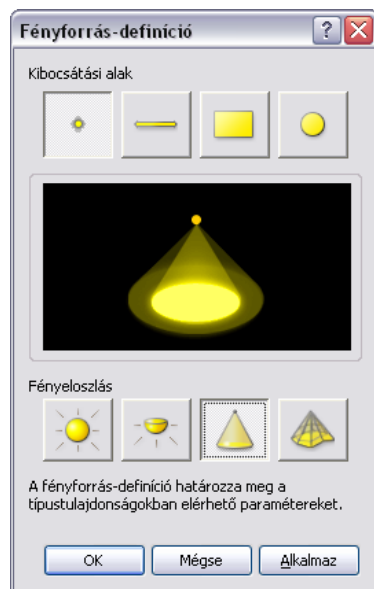 Fényforrás-definíció
Kibocsátási alak
Fényeloszlás
A fényforrás-definíció határozza meg a
típustulajdonságokban elérhető paramétereket.
OK Mégse Alkalmaz